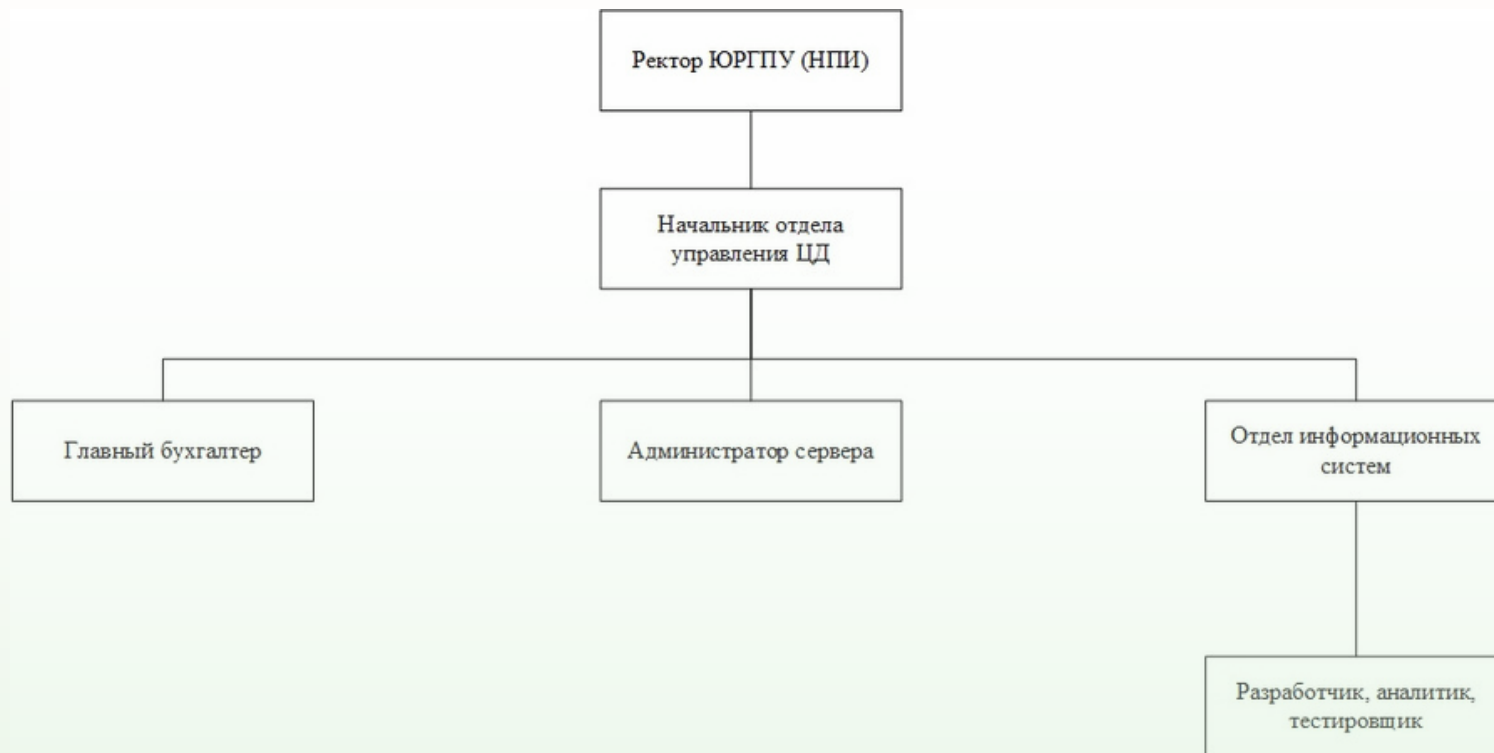 Ректор ЮРГПУ (НПИ)
Начальник отдела
управления ЦД
Главный бухгалтер
Администратор сервера
Отдел информационных
систем
Разработчик, аналитик,
тестировщик